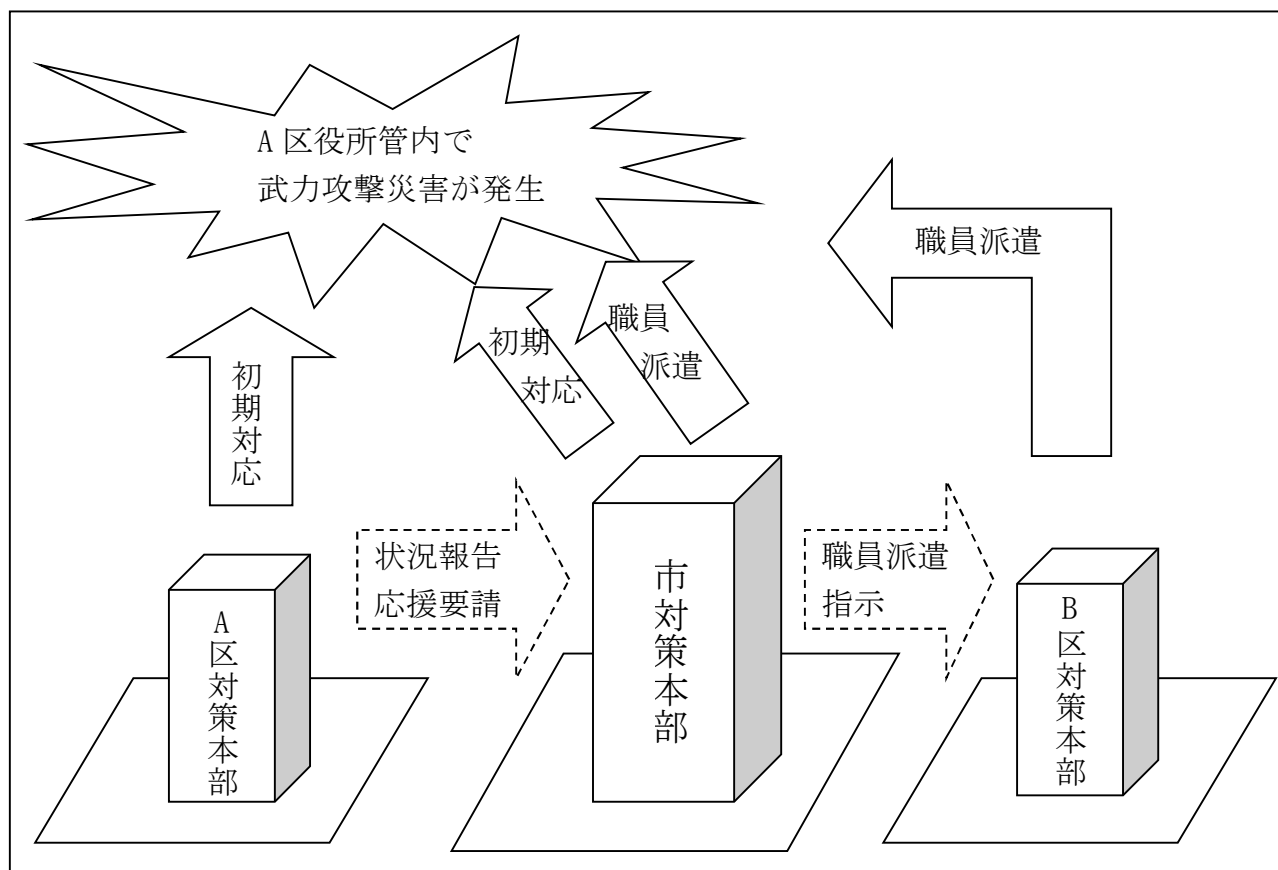 A 区役所管内で
武力攻撃災害が発生
職員派遣
職員
派遣
初期
対応
初期対応
状況報告
応援要請
職員派遣
指示
A区対策本部
市対策本部
B区対策本部